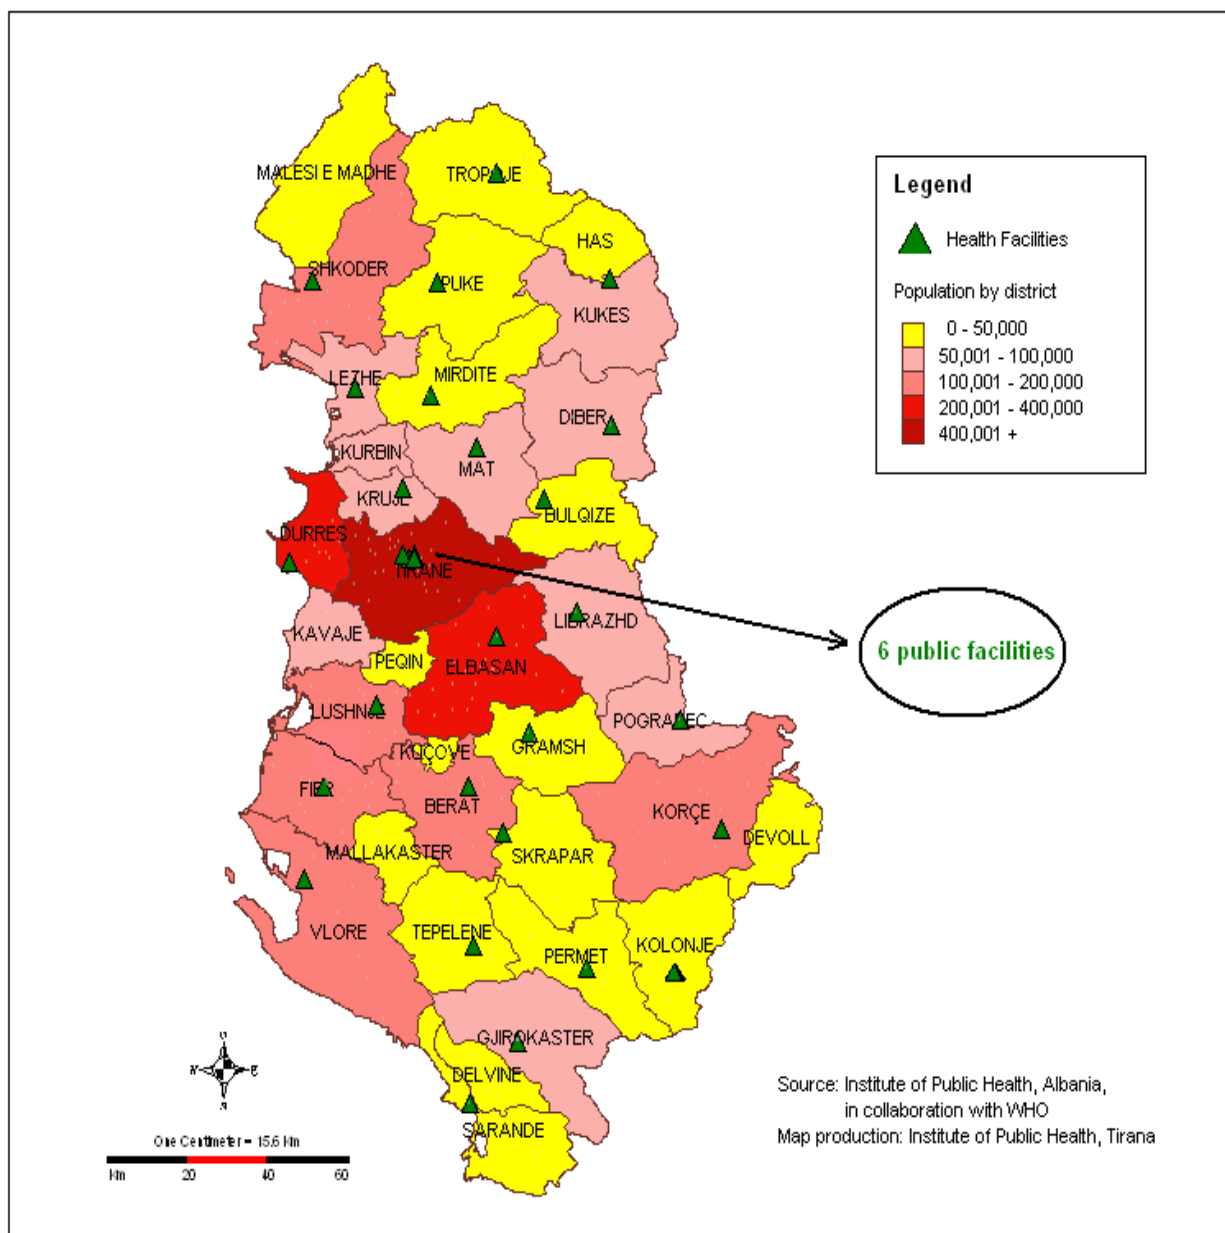 MALESI E MADHE
TROPOJE
HAS
SHKODER
PUKE
KUKES
LEZHE
MIRDITE
DIBER
KURBIN
MAT
KRUJE
BULQIZE
DURRES
TIRANE
LIBRAZHD
KAVAJE
PEQIN
ELBASAN
LUSHNJE
POGRADEC
KUÇOVE
GRAMSH
FIER
BERAT
KORÇE
DEVOLL
MALLAKASTER
SKRAPAR
VLORE
TEPELENE
PERMET
KOLONJE
GJIROKASTER
DELVINE
SARANDE
Legend
Health Facilities
Population by district
0 - 50,000
50,001 - 100,000
100,001 - 200,000
200,001 - 400,000
400,001 +
6 public facilities
One Centimeter = 15.6 km
km 20 40 60
Source: Institute of Public Health, Albania,
in collaboration with WHO
Map production: Institute of Public Health, Tirana